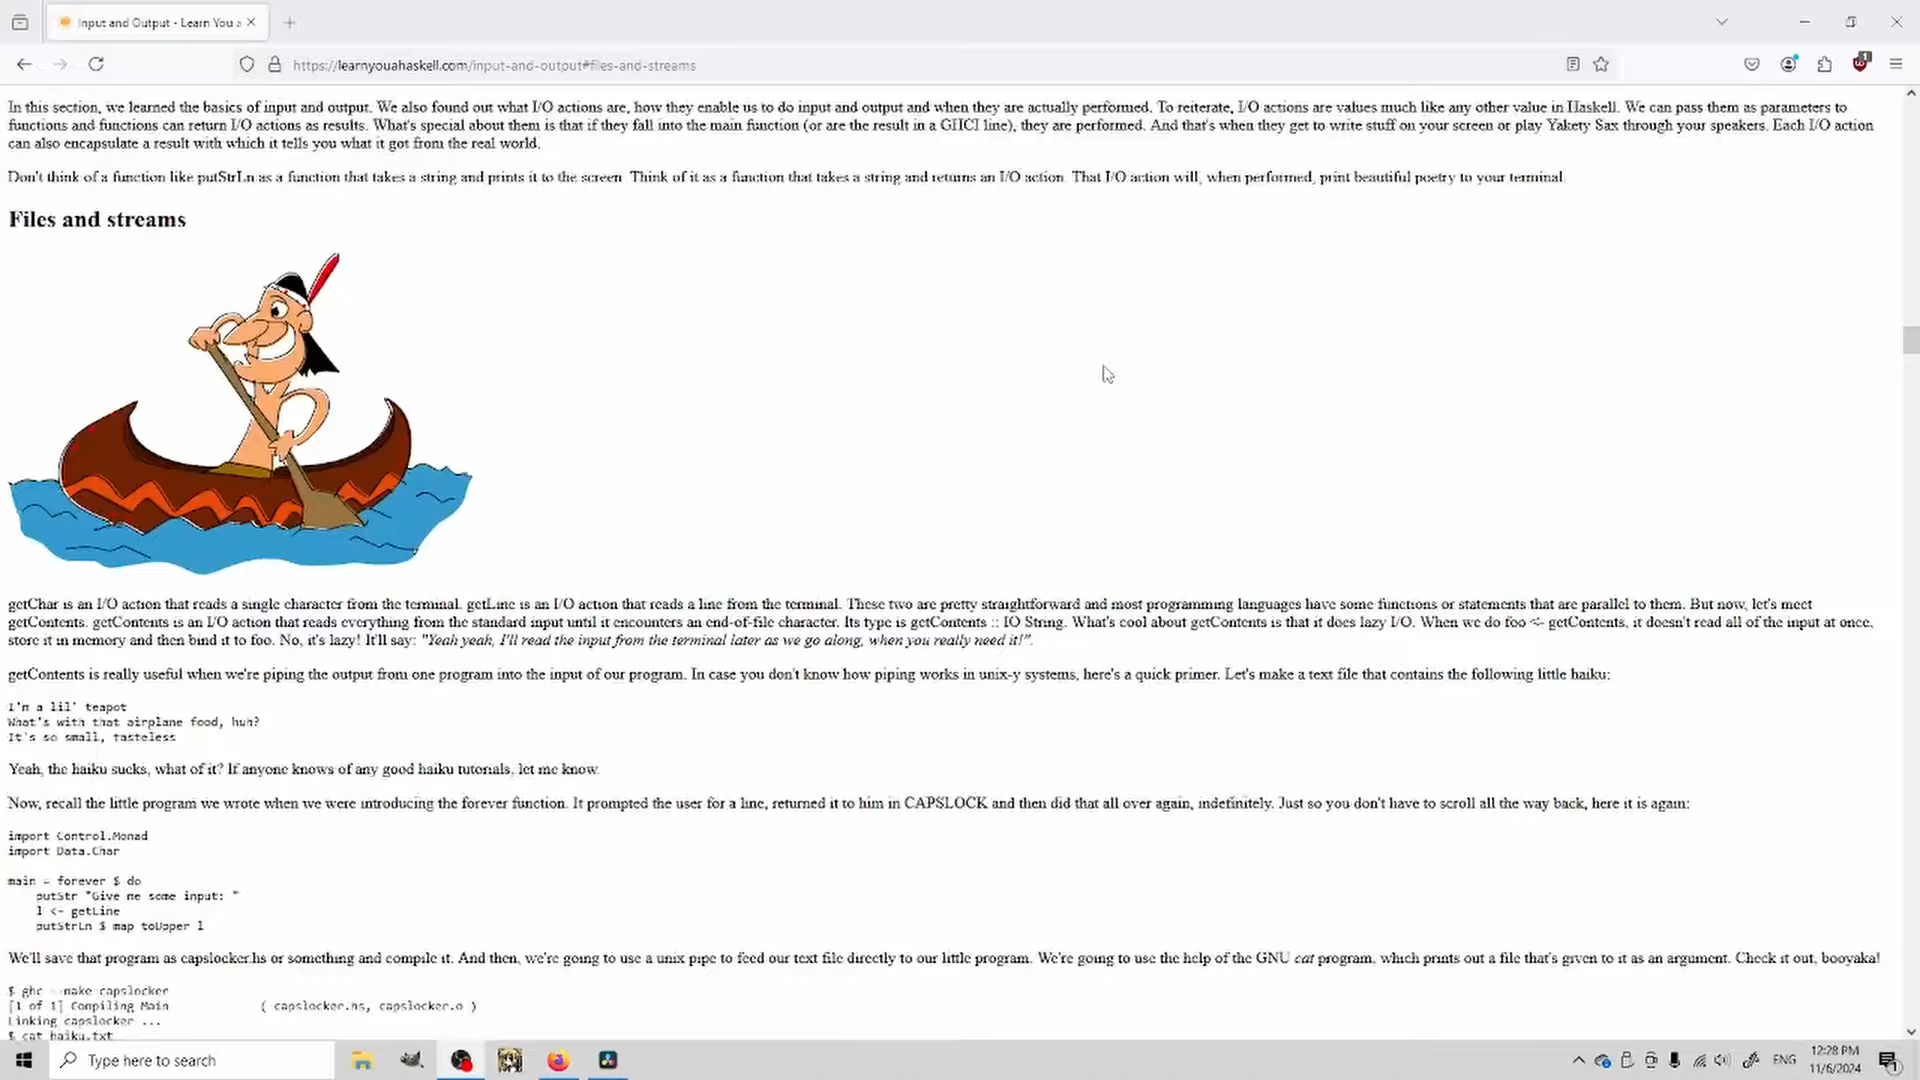 Input and Output - Learn You a
https://learnyouahaskell.com/input-and-output#files-and-streams
1
In this section, we learned the basics of input and output. We also found out what I/O actions are, how they enable us to do input and output and when they are actually performed. To reiterate, I/O actions are values much like any other value in Haskell. We can pass them as parameters to
functions and functions can return I/O actions as results. What's special about them is that if they fall into the main function (or are the result in a GHCI line), they are performed. And that's when they get to write stuff on your screen or play Yakety Sax through your speakers. Each I/O action
can also encapsulate a result with which it tells you what it got from the real world.
Don't think of a function like putStrLn as a function that takes a string and prints it to the screen. Think of it as a function that takes a string and returns an I/O action. That I/O action will, when performed, print beautiful poetry to your terminal.
Files and streams
getChar is an I/O action that reads a single character from the terminal. getLine is an I/O action that reads a line from the terminal. These two are pretty straightforward and most programming languages have some functions or statements that are parallel to them. But now, let's meet
getContents. getContents is an I/O action that reads everything from the standard input until it encounters an end-of-file character. Its type is getContents :: IO String. What's cool about getContents is that it does lazy I/O. When we do foo <- getContents, it doesn't read all of the input at once,
store it in memory and then bind it to foo. No, it's lazy! It'll say: "Yeah yeah, I'll read the input from the terminal later as we go along, when you really need it!".
getContents is really useful when we're piping the output from one program into the input of our program. In case you don't know how piping works in unix-y systems, here's a quick primer. Let's make a text file that contains the following little haiku:
I'm a lil' teapot
What's with that airplane food, huh?
It's so small, tasteless
Yeah, the haiku sucks, what of it? If anyone knows of any good haiku tutorials, let me know.
Now, recall the little program we wrote when we were introducing the forever function. It prompted the user for a line, returned it to him in CAPSLOCK and then did that all over again, indefinitely. Just so you don't have to scroll all the way back, here it is again:
import Control.Monad
import Data.Char
main = forever $ do
putStr "Give me some input: "
l <- getLine
putStrLn $ map toUpper l
We'll save that program as capslocker.hs or something and compile it. And then, we're going to use a unix pipe to feed our text file directly to our little program. We're going to use the help of the GNU cat program, which prints out a file that's given to it as an argument. Check it out, booyaka!
$ ghc --make capslocker
[1 of 1] Compiling Main ( capslocker.hs, capslocker.o )
Linking capslocker ...
$ cat haiku.txt
Type here to search
ENG
12:28 PM
11/6/2024
1